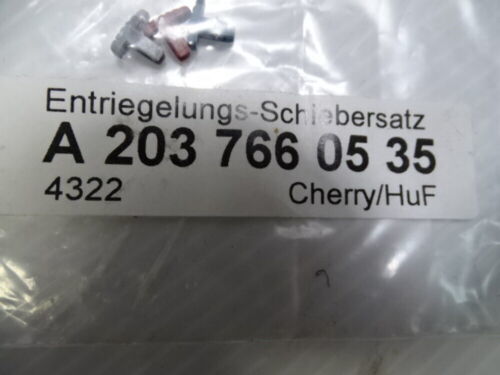 Entriegelungs-Schiebersatz
A 203 766 05 35
4322 Cherry/HuF